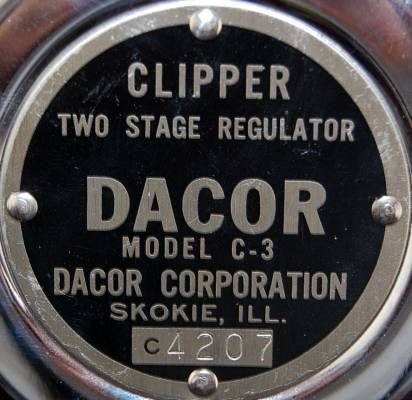 CLIPPER
TWO STAGE REGULATOR
DACOR
MODEL C-3
DACOR CORPORATION
SKOKIE, ILL.
C4207